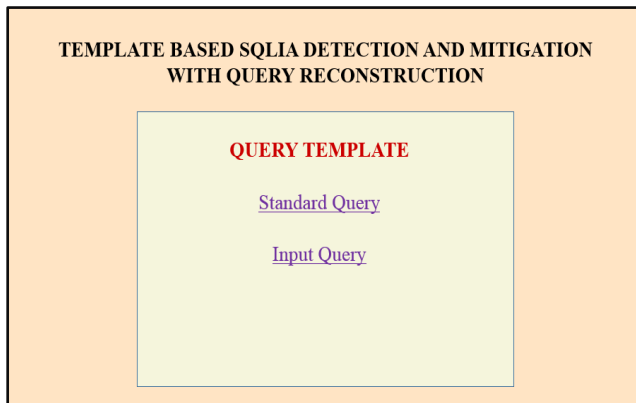 TEMPLATE BASED SQLIA DETECTION AND MITIGATION
WITH QUERY RECONSTRUCTION
QUERY TEMPLATE
Standard Query
Input Query